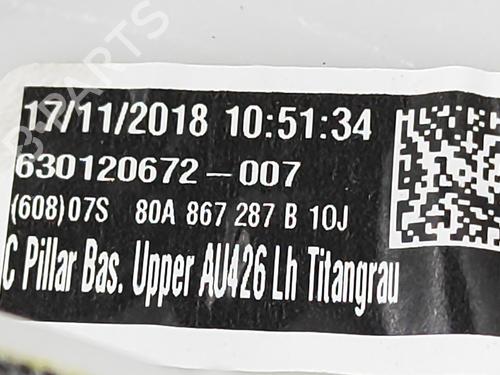 17/11/2018 10:51:34
630120672-007
(608)07S 80A 867 287 B 10J
C Pillar Bas. Upper AU426 Lh Titangrau
B-PARTS